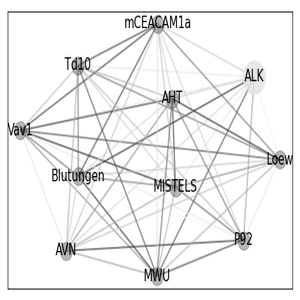 mCEACAM1a
Td10
ALK
AHT
Vav1
Loew
Blutungen
MISTELS
P92
AVN
MWU